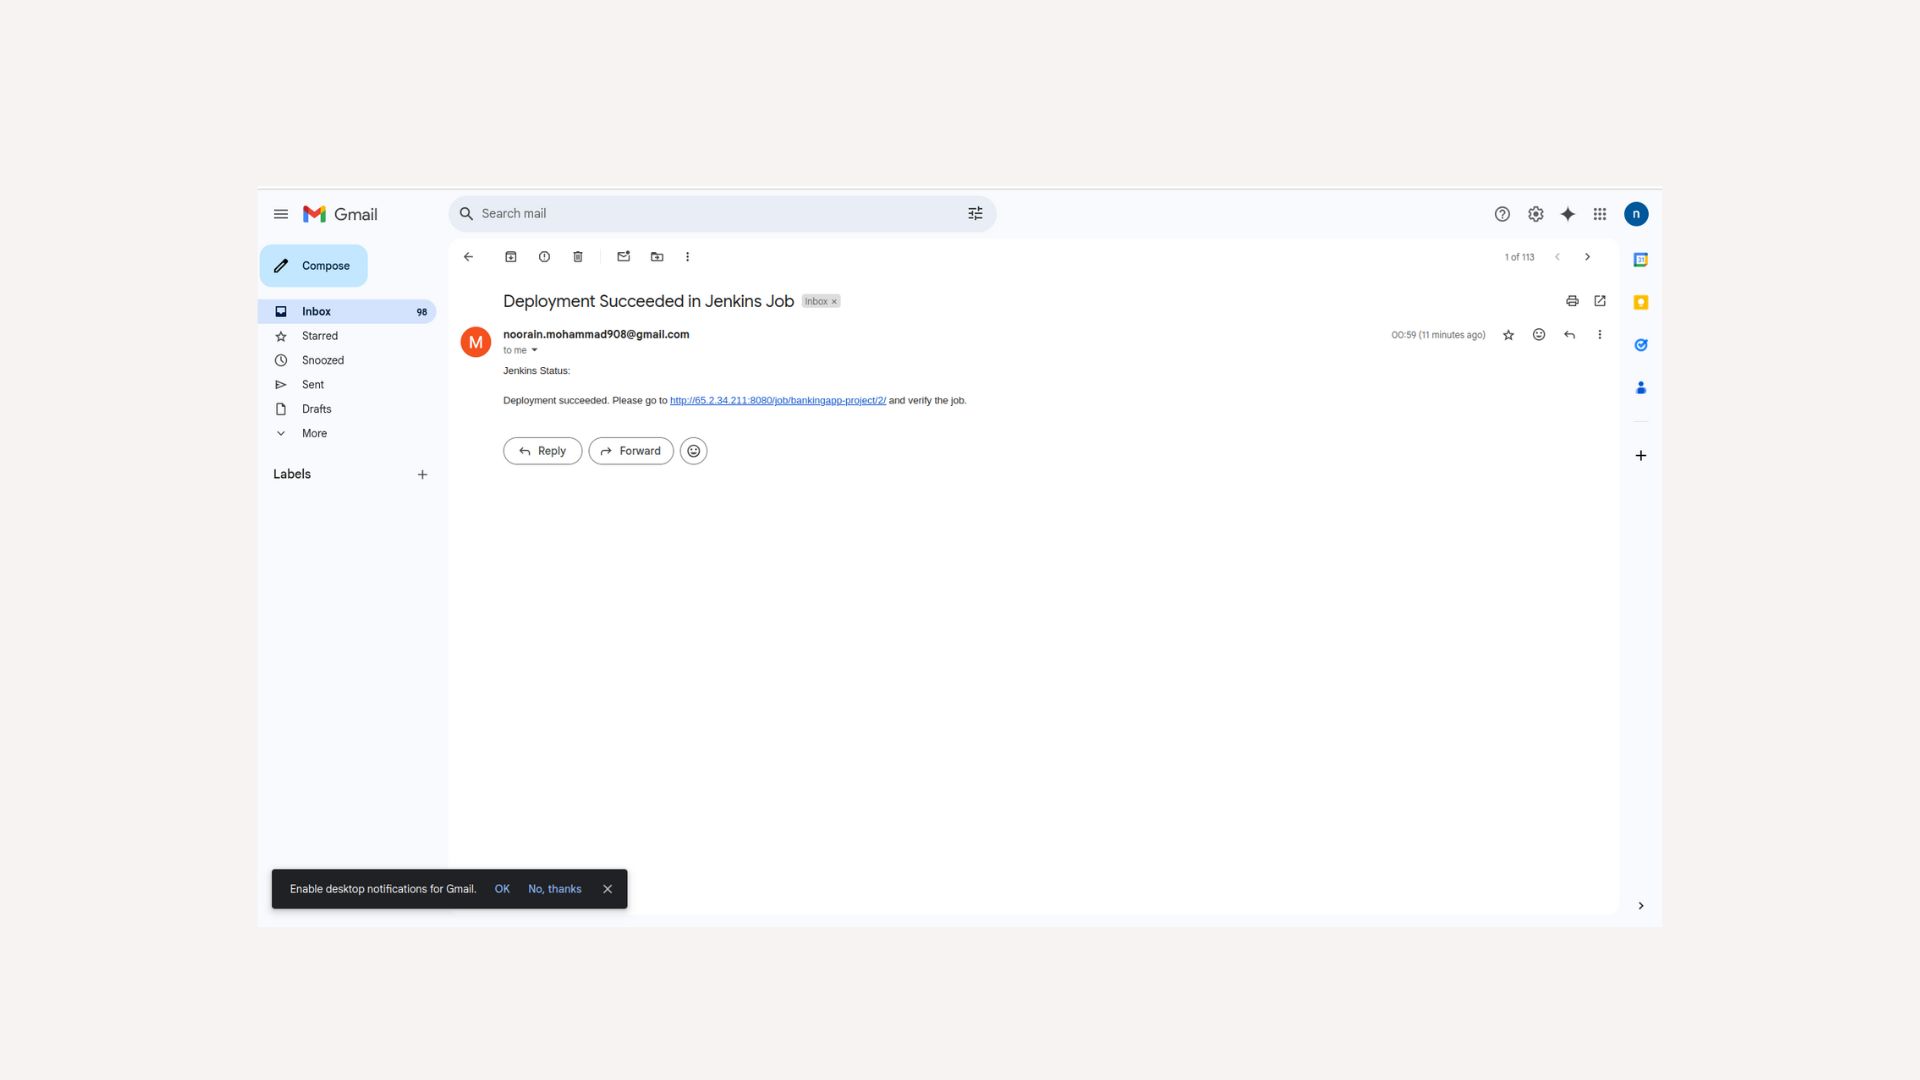 Gmail
Search mail
n
Compose
1 of 113
Deployment Succeeded in Jenkins Job Inbox ×
Inbox 98
Starred
Snoozed
Sent
Drafts
More
Labels
M
noorain.mohammad908@gmail.com
00:59 (11 minutes ago)
to me
Jenkins Status:
Deployment succeeded. Please go to http://65.2.34.211:8080/job/bankingapp-project/2/ and verify the job.
Reply
Forward
31
Enable desktop notifications for Gmail. OK No, thanks